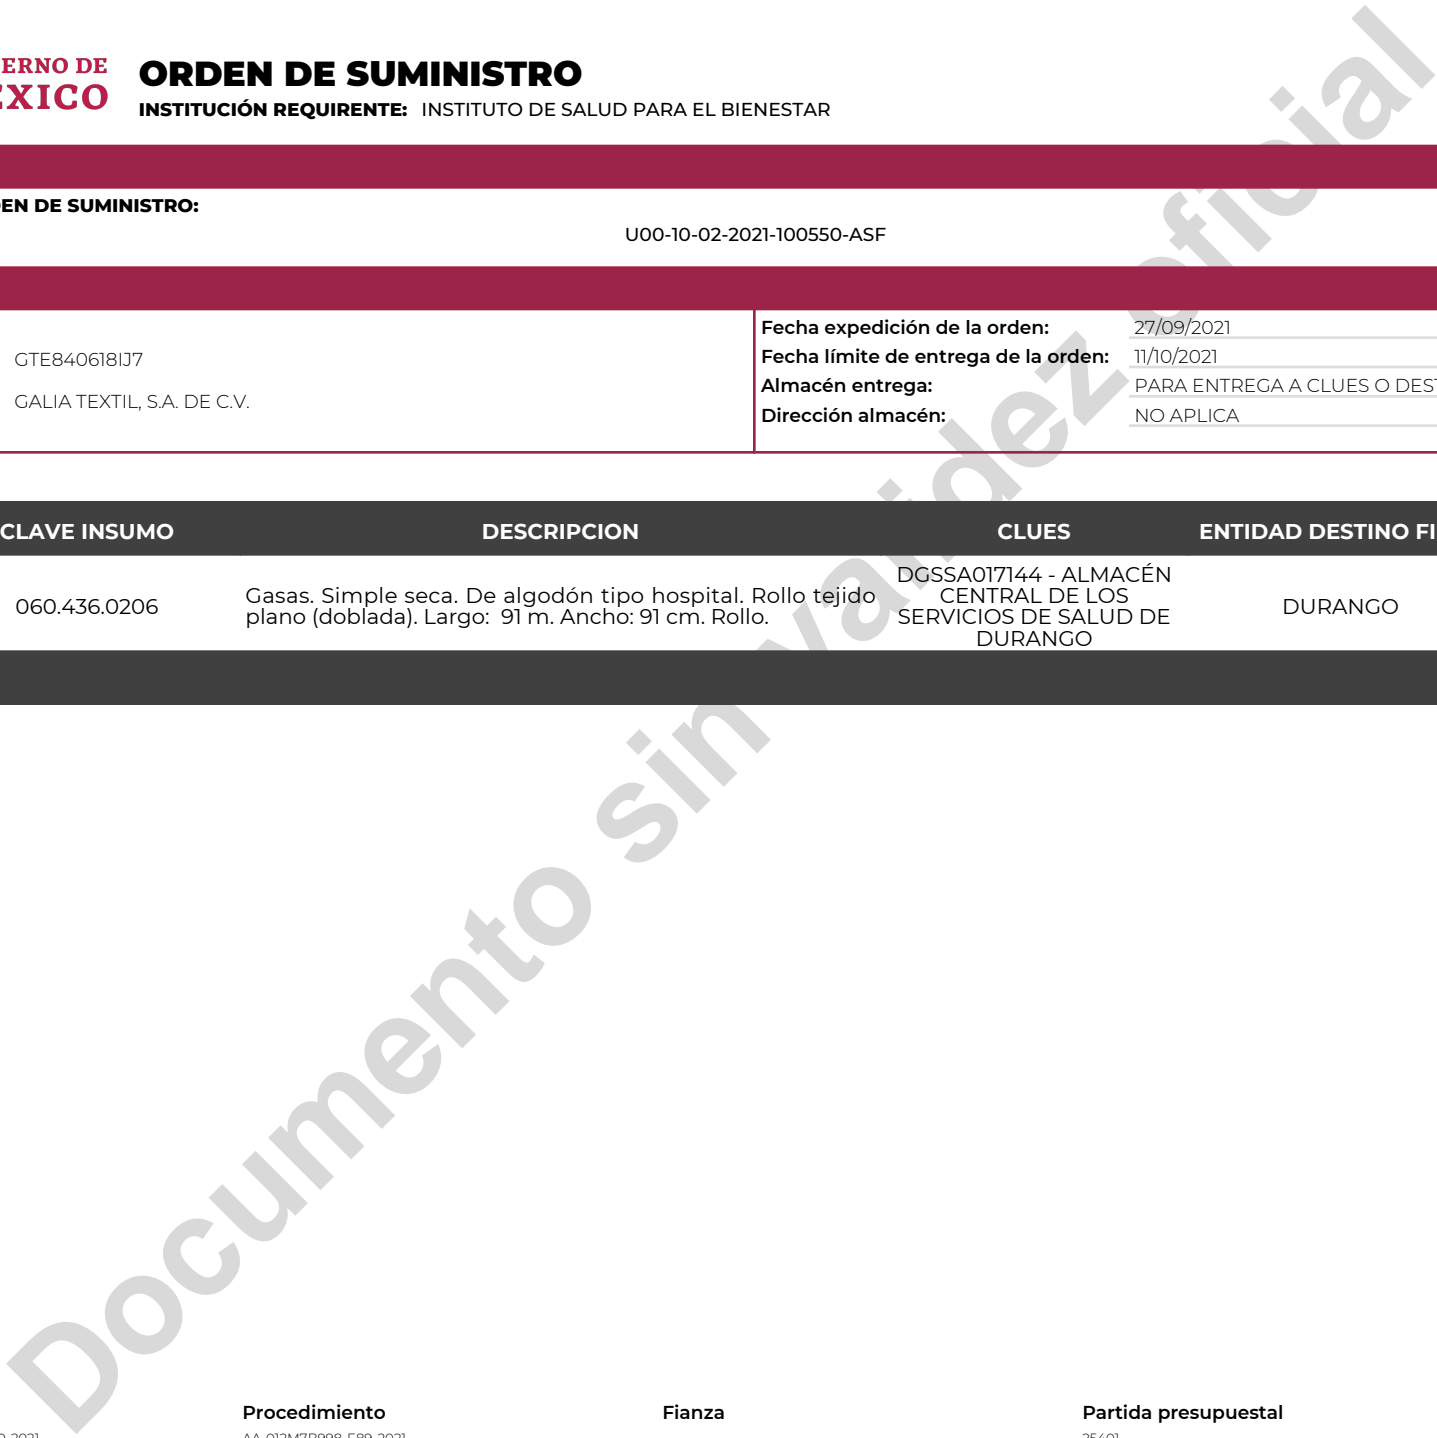 ERNO DE
EXICO
ORDEN DE SUMINISTRO
INSTITUCIÓN REQUIRENTE: INSTITUTO DE SALUD PARA EL BIENESTAR
EN DE SUMINISTRO:
U00-10-02-2021-100550-ASF
GTE840618IJ7
GALIA TEXTIL, S.A. DE C.V.
Fecha expedición de la orden: 27/09/2021
Fecha límite de entrega de la orden: 11/10/2021
Almacén entrega: PARA ENTREGA A CLUES O DEST
Dirección almacén: NO APLICA
CLAVE INSUMO DESCRIPCION CLUES ENTIDAD DESTINO FI
060.436.0206
Gasas. Simple seca. De algodón tipo hospital. Rollo tejido
plano (doblada). Largo: 91 m. Ancho: 91 cm. Rollo.
DGSSA017144 - ALMACÉN
CENTRAL DE LOS
SERVICIOS DE SALUD DE
DURANGO
DURANGO
Documento sin validez oficial
Procedimiento Fianza Partida presupuestal